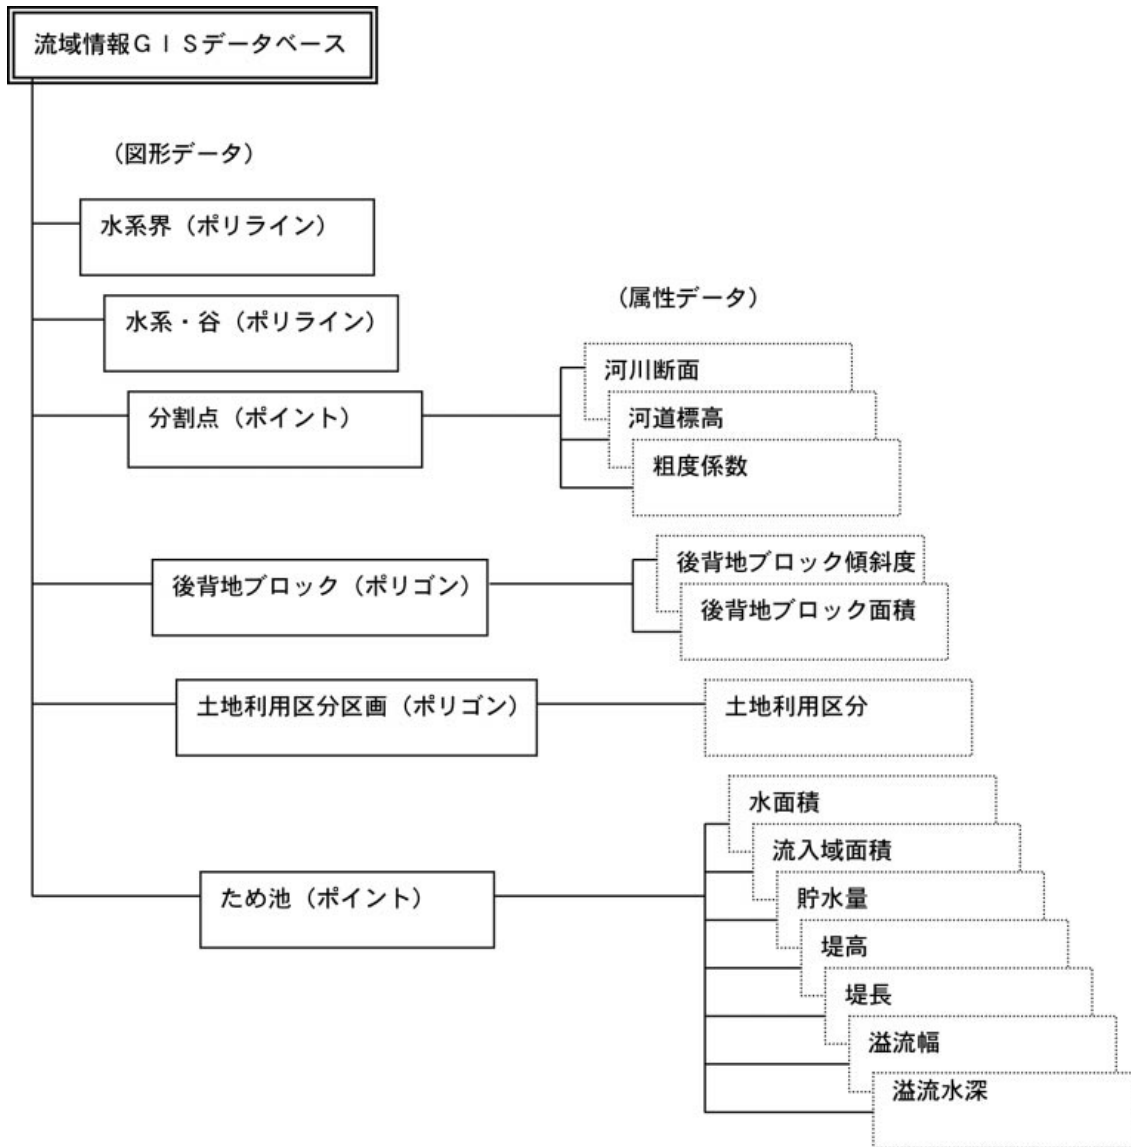 流域情報ＧＩＳデータベース
（図形データ）
水系界（ポリライン）
水系・谷（ポリライン）
（属性データ）
河川断面
分割点（ポイント）
河道標高
粗度係数
後背地ブロック傾斜度
後背地ブロック（ポリゴン）
後背地ブロック面積
土地利用区分区画（ポリゴン）
土地利用区分
水面積
流入域面積
ため池（ポイント）
貯水量
堤高
堤長
溢流幅
溢流水深